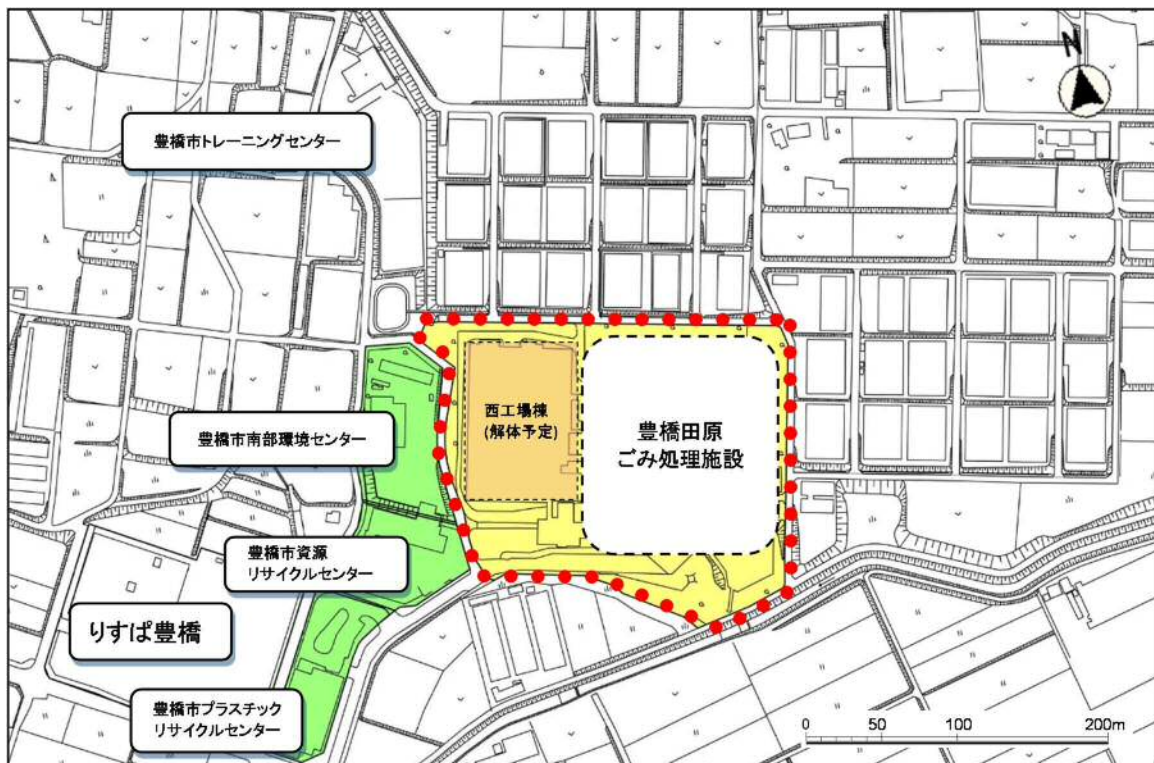 N
豊橋市トレーニングセンター
西工場棟
(解体予定)
豊橋田原
ごみ処理施設
豊橋市南部環境センター
豊橋市資源
リサイクルセンター
りすぱ豊橋
豊橋市プラスチック
リサイクルセンター
0 50 100 200m